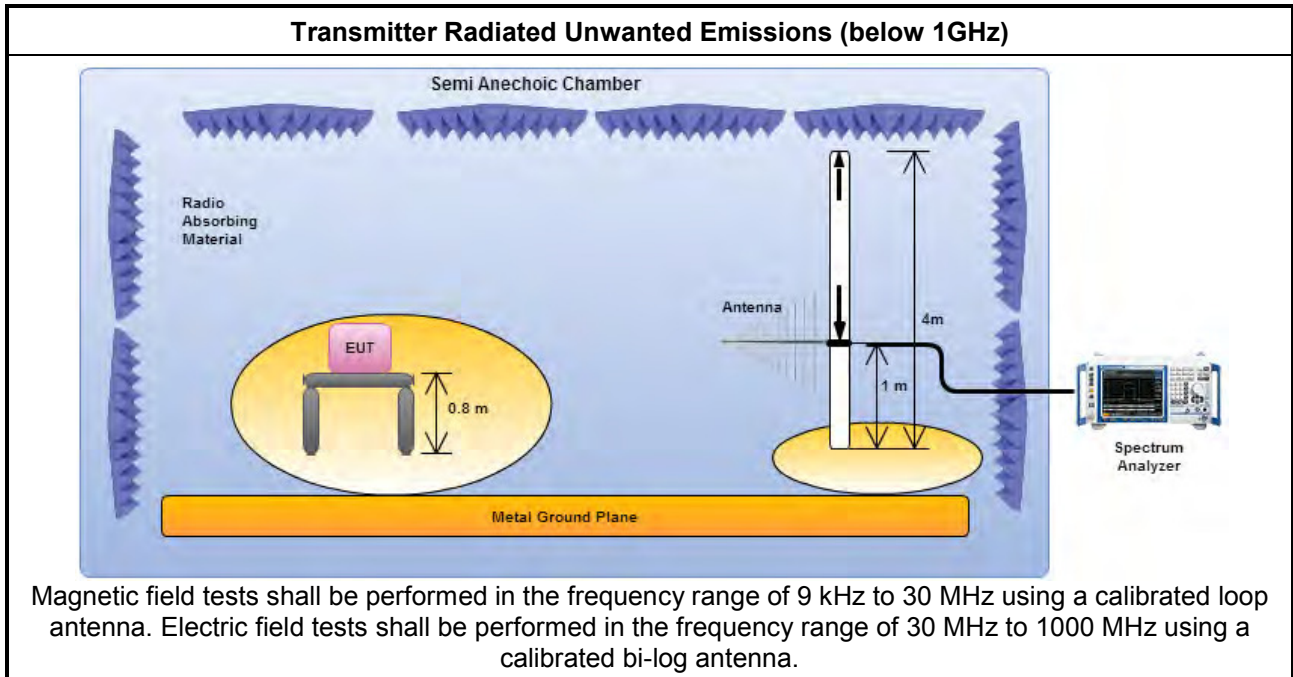 Transmitter Radiated Unwanted Emissions (below 1GHz)
Semi Anechoic Chamber
Radio
Absorbing
Material
Antenna
4m
EUT
1 m
0.8 m
Spectrum
Analyzer
Metal Ground Plane
Magnetic field tests shall be performed in the frequency range of 9 kHz to 30 MHz using a calibrated loop
antenna. Electric field tests shall be performed in the frequency range of 30 MHz to 1000 MHz using a
calibrated bi-log antenna.